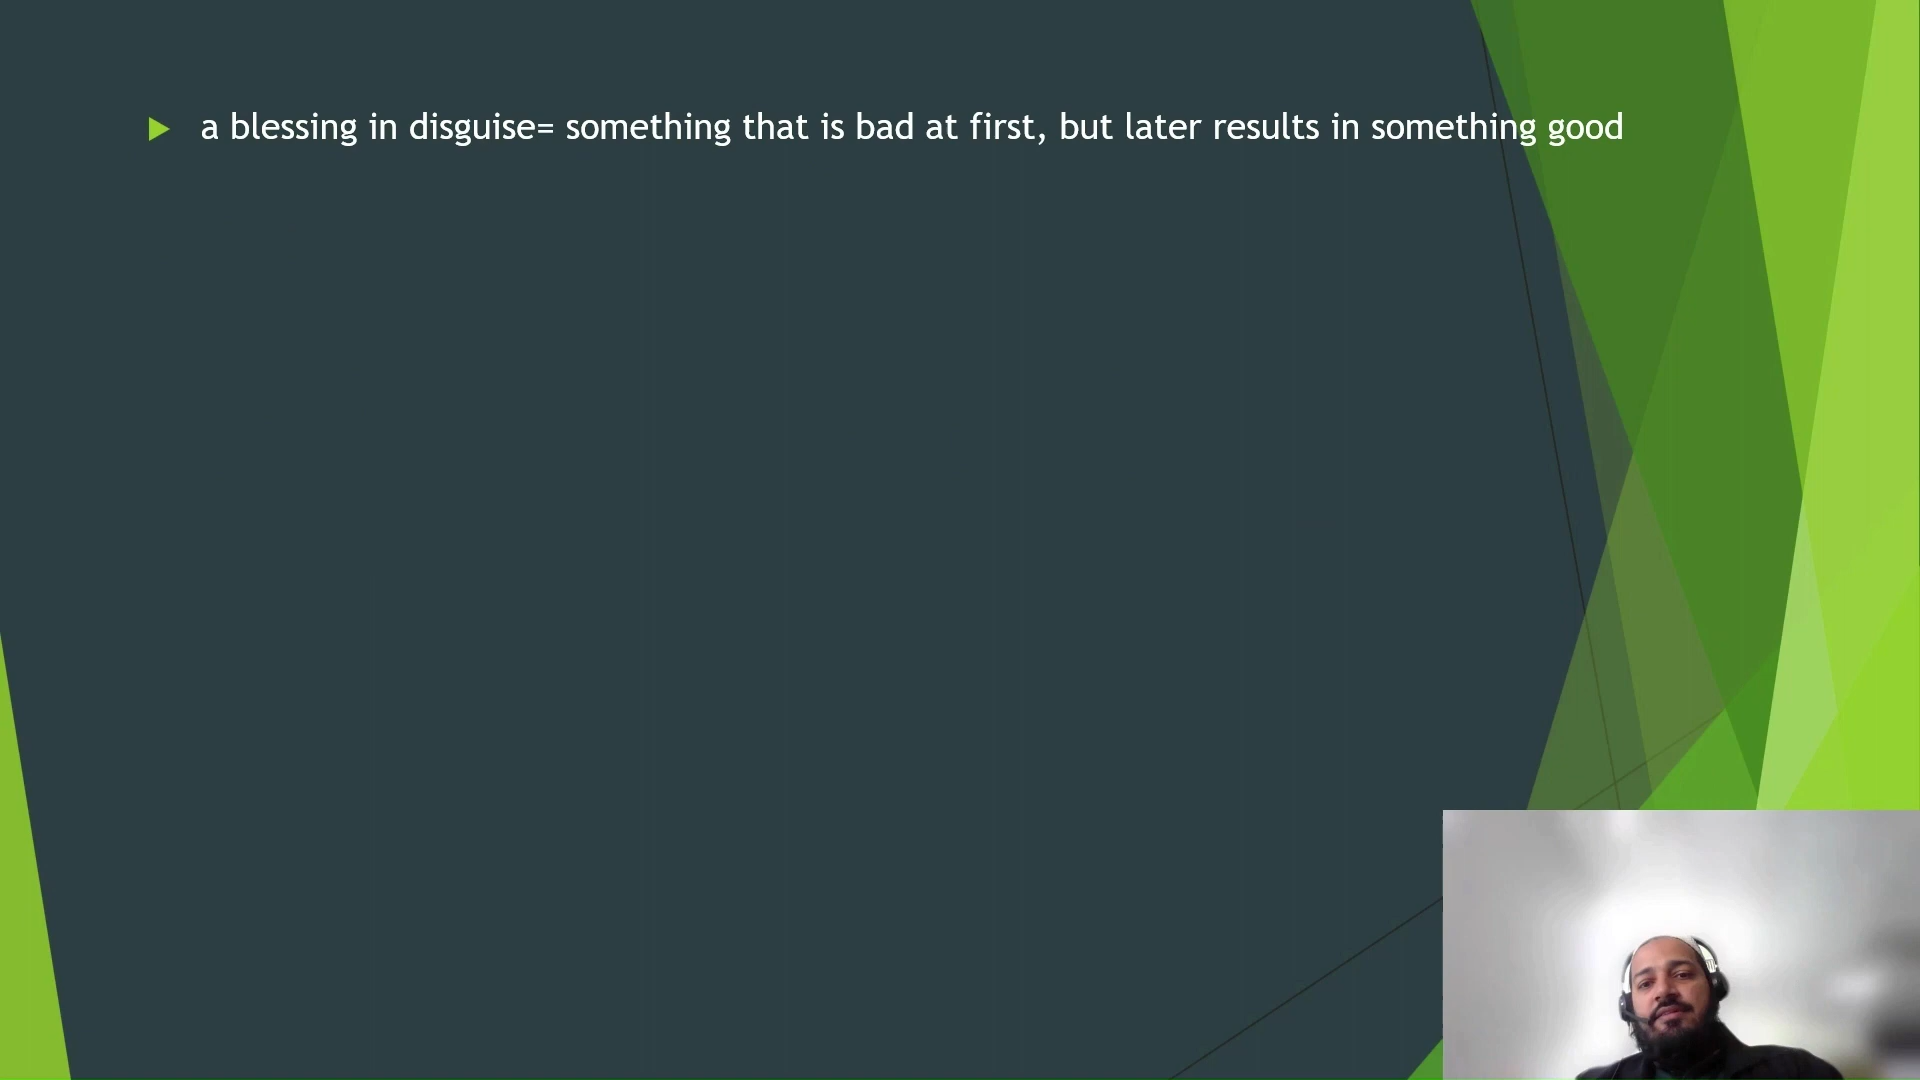 a blessing in disguise= something that is bad at first, but later results in something good